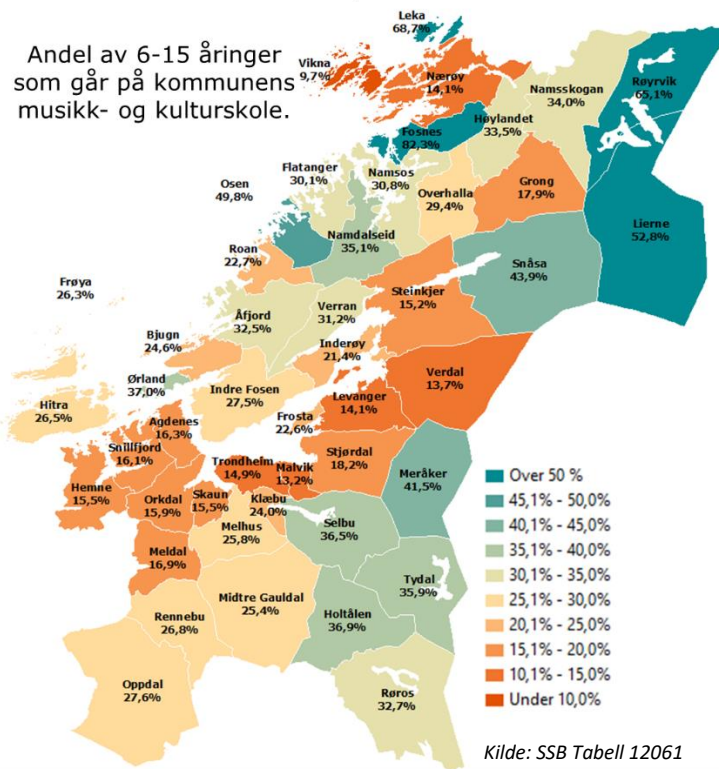 Andel av 6-15 åringer
som går på kommunens
musikk- og kulturskole.
Leka
68,7%
Vikna
9,7%
Nærøy
14,1%
Namsskogan
34,0%
Røyrvik
65,1%
Fosnes
82,3%
Høylandet
33,5%
Flatanger
30,1%
Namsos
30,8%
Overhalla
29,4%
Grong
17,9%
Osen
49,8%
Namdalseid
35,1%
Lierne
52,8%
Snåsa
43,9%
Roan
22,7%
Steinkjer
15,2%
Frøya
26,3%
Åfjord
32,5%
Verran
31,2%
Bjugn
24,6%
Inderøy
21,4%
Verdal
13,7%
Ørland
37,0%
Indre Fosen
27,5%
Levanger
14,1%
Hitra
26,5%
Agdenes
16,3%
Frosta
22,6%
Snillfjord
16,1%
Stjørdal
18,2%
Trondheim
14,9%
Malvik
13,2%
Meråker
41,5%
Hemne
15,5%
Orkdal
15,9%
Skaun
15,5%
Klæbu
24,0%
Melhus
25,8%
Selbu
36,5%
Meldal
16,9%
Tydal
35,9%
Midtre Gauldal
25,4%
Holtålen
36,9%
Rennebu
26,8%
Oppdal
27,6%
Røros
32,7%
Over 50 %
45,1% - 50,0%
40,1% - 45,0%
35,1% - 40,0%
30,1% - 35,0%
25,1% - 30,0%
20,1% - 25,0%
15,1% - 20,0%
10,1% - 15,0%
Under 10,0%
Kilde: SSB Tabell 12061